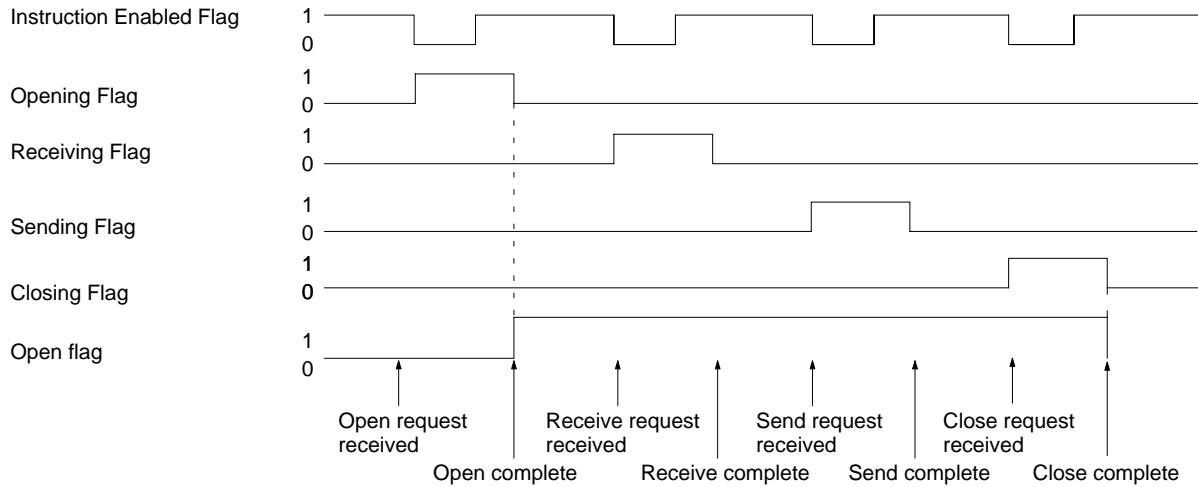 Instruction Enabled Flag
1
0
Opening Flag
1
0
Receiving Flag
1
0
Sending Flag
1
0
Closing Flag
1
0
Open flag
1
0
Open request
received
Receive request
received
Send request
received
Close request
received
Open complete
Receive complete
Send complete
Close complete